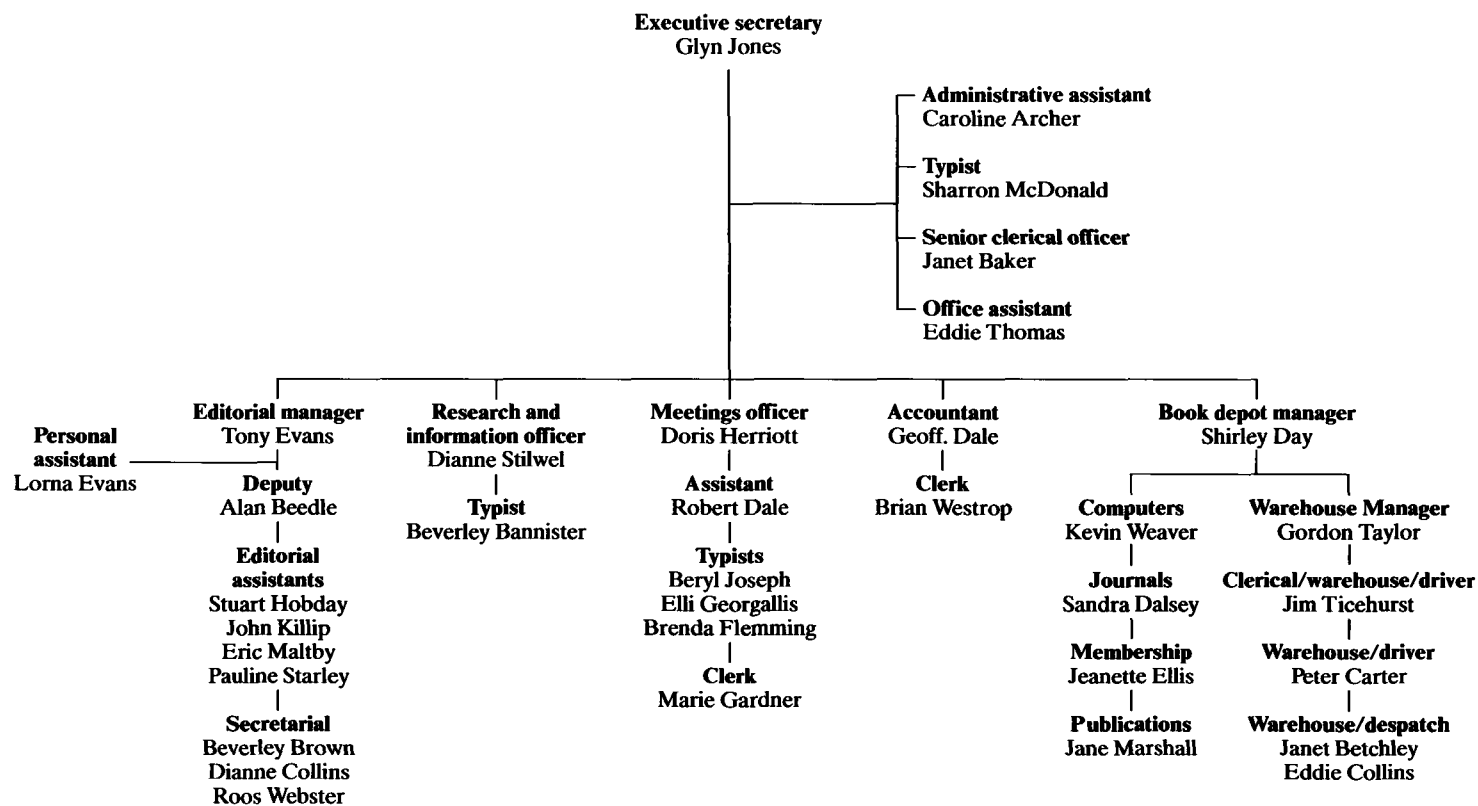 Executive secretary
Glyn Jones
Administrative assistant
Caroline Archer
Typist
Sharron McDonald
Senior clerical officer
Janet Baker
Office assistant
Eddie Thomas
Personal
assistant
Lorna Evans
Editorial manager
Tony Evans
Deputy
Alan Beedle
Editorial
assistants
Stuart Hobday
John Killip
Eric Maltby
Pauline Starley
Secretarial
Beverley Brown
Dianne Collins
Roos Webster
Research and
information officer
Dianne Stilwel
Typist
Beverley Bannister
Meetings officer
Doris Herriott
Assistant
Robert Dale
Typists
Beryl Joseph
Elli Georgallis
Brenda Flemming
Clerk
Marie Gardner
Accountant
Geoff. Dale
Clerk
Brian Westrop
Book depot manager
Shirley Day
Computers
Kevin Weaver
Journals
Sandra Dalsey
Membership
Jeanette Ellis
Publications
Jane Marshall
Warehouse Manager
Gordon Taylor
Clerical/warehouse/driver
Jim Ticehurst
Warehouse/driver
Peter Carter
Warehouse/despatch
Janet Betchley
Eddie Collins